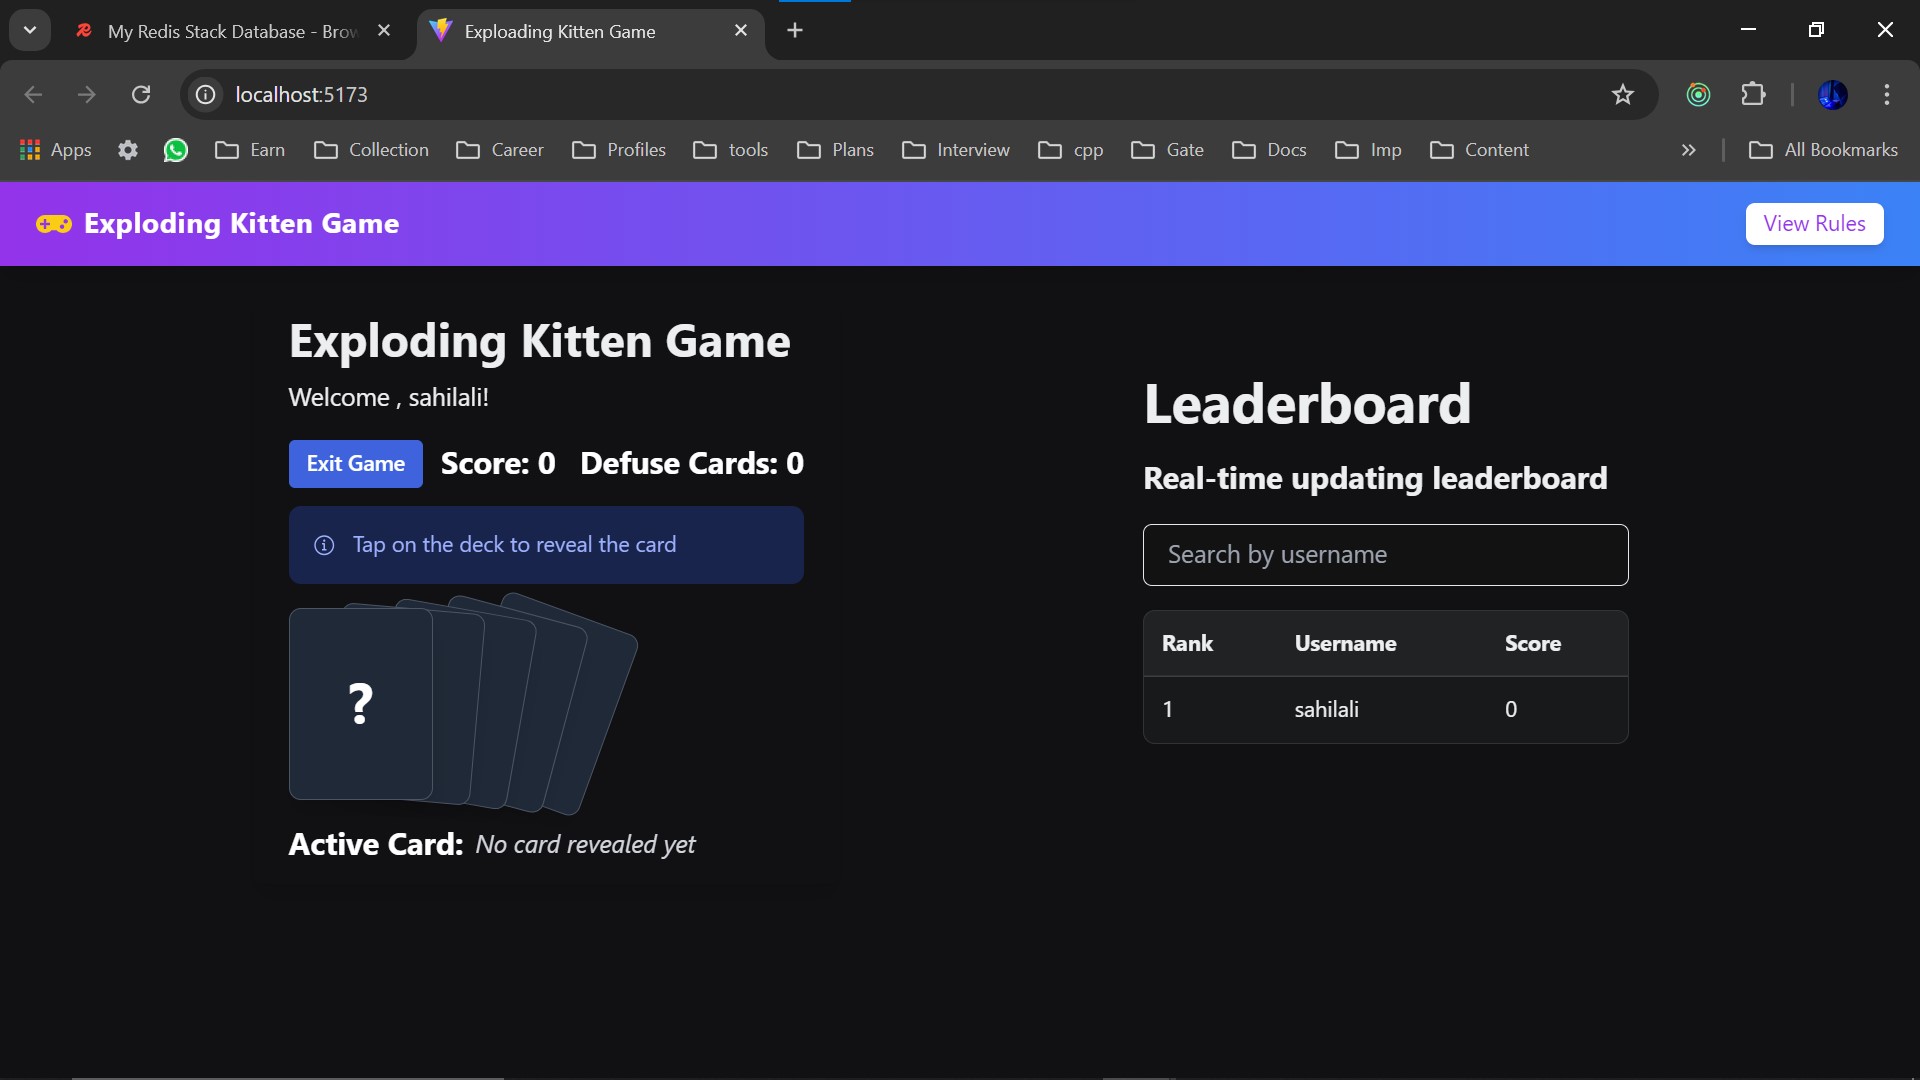 My Redis Stack Database - Brow
Exploading Kitten Game
localhost:5173
Apps
Earn
Collection
Career
Profiles
tools
Plans
Interview
cpp
Gate
Docs
Imp
Content
All Bookmarks
Exploding Kitten Game
View Rules
Exploding Kitten Game
Welcome , sahilali!
Exit Game Score: 0 Defuse Cards: 0
Tap on the deck to reveal the card
?
Active Card: No card revealed yet
Leaderboard
Real-time updating leaderboard
Search by username
Rank Username Score
1 sahilali 0